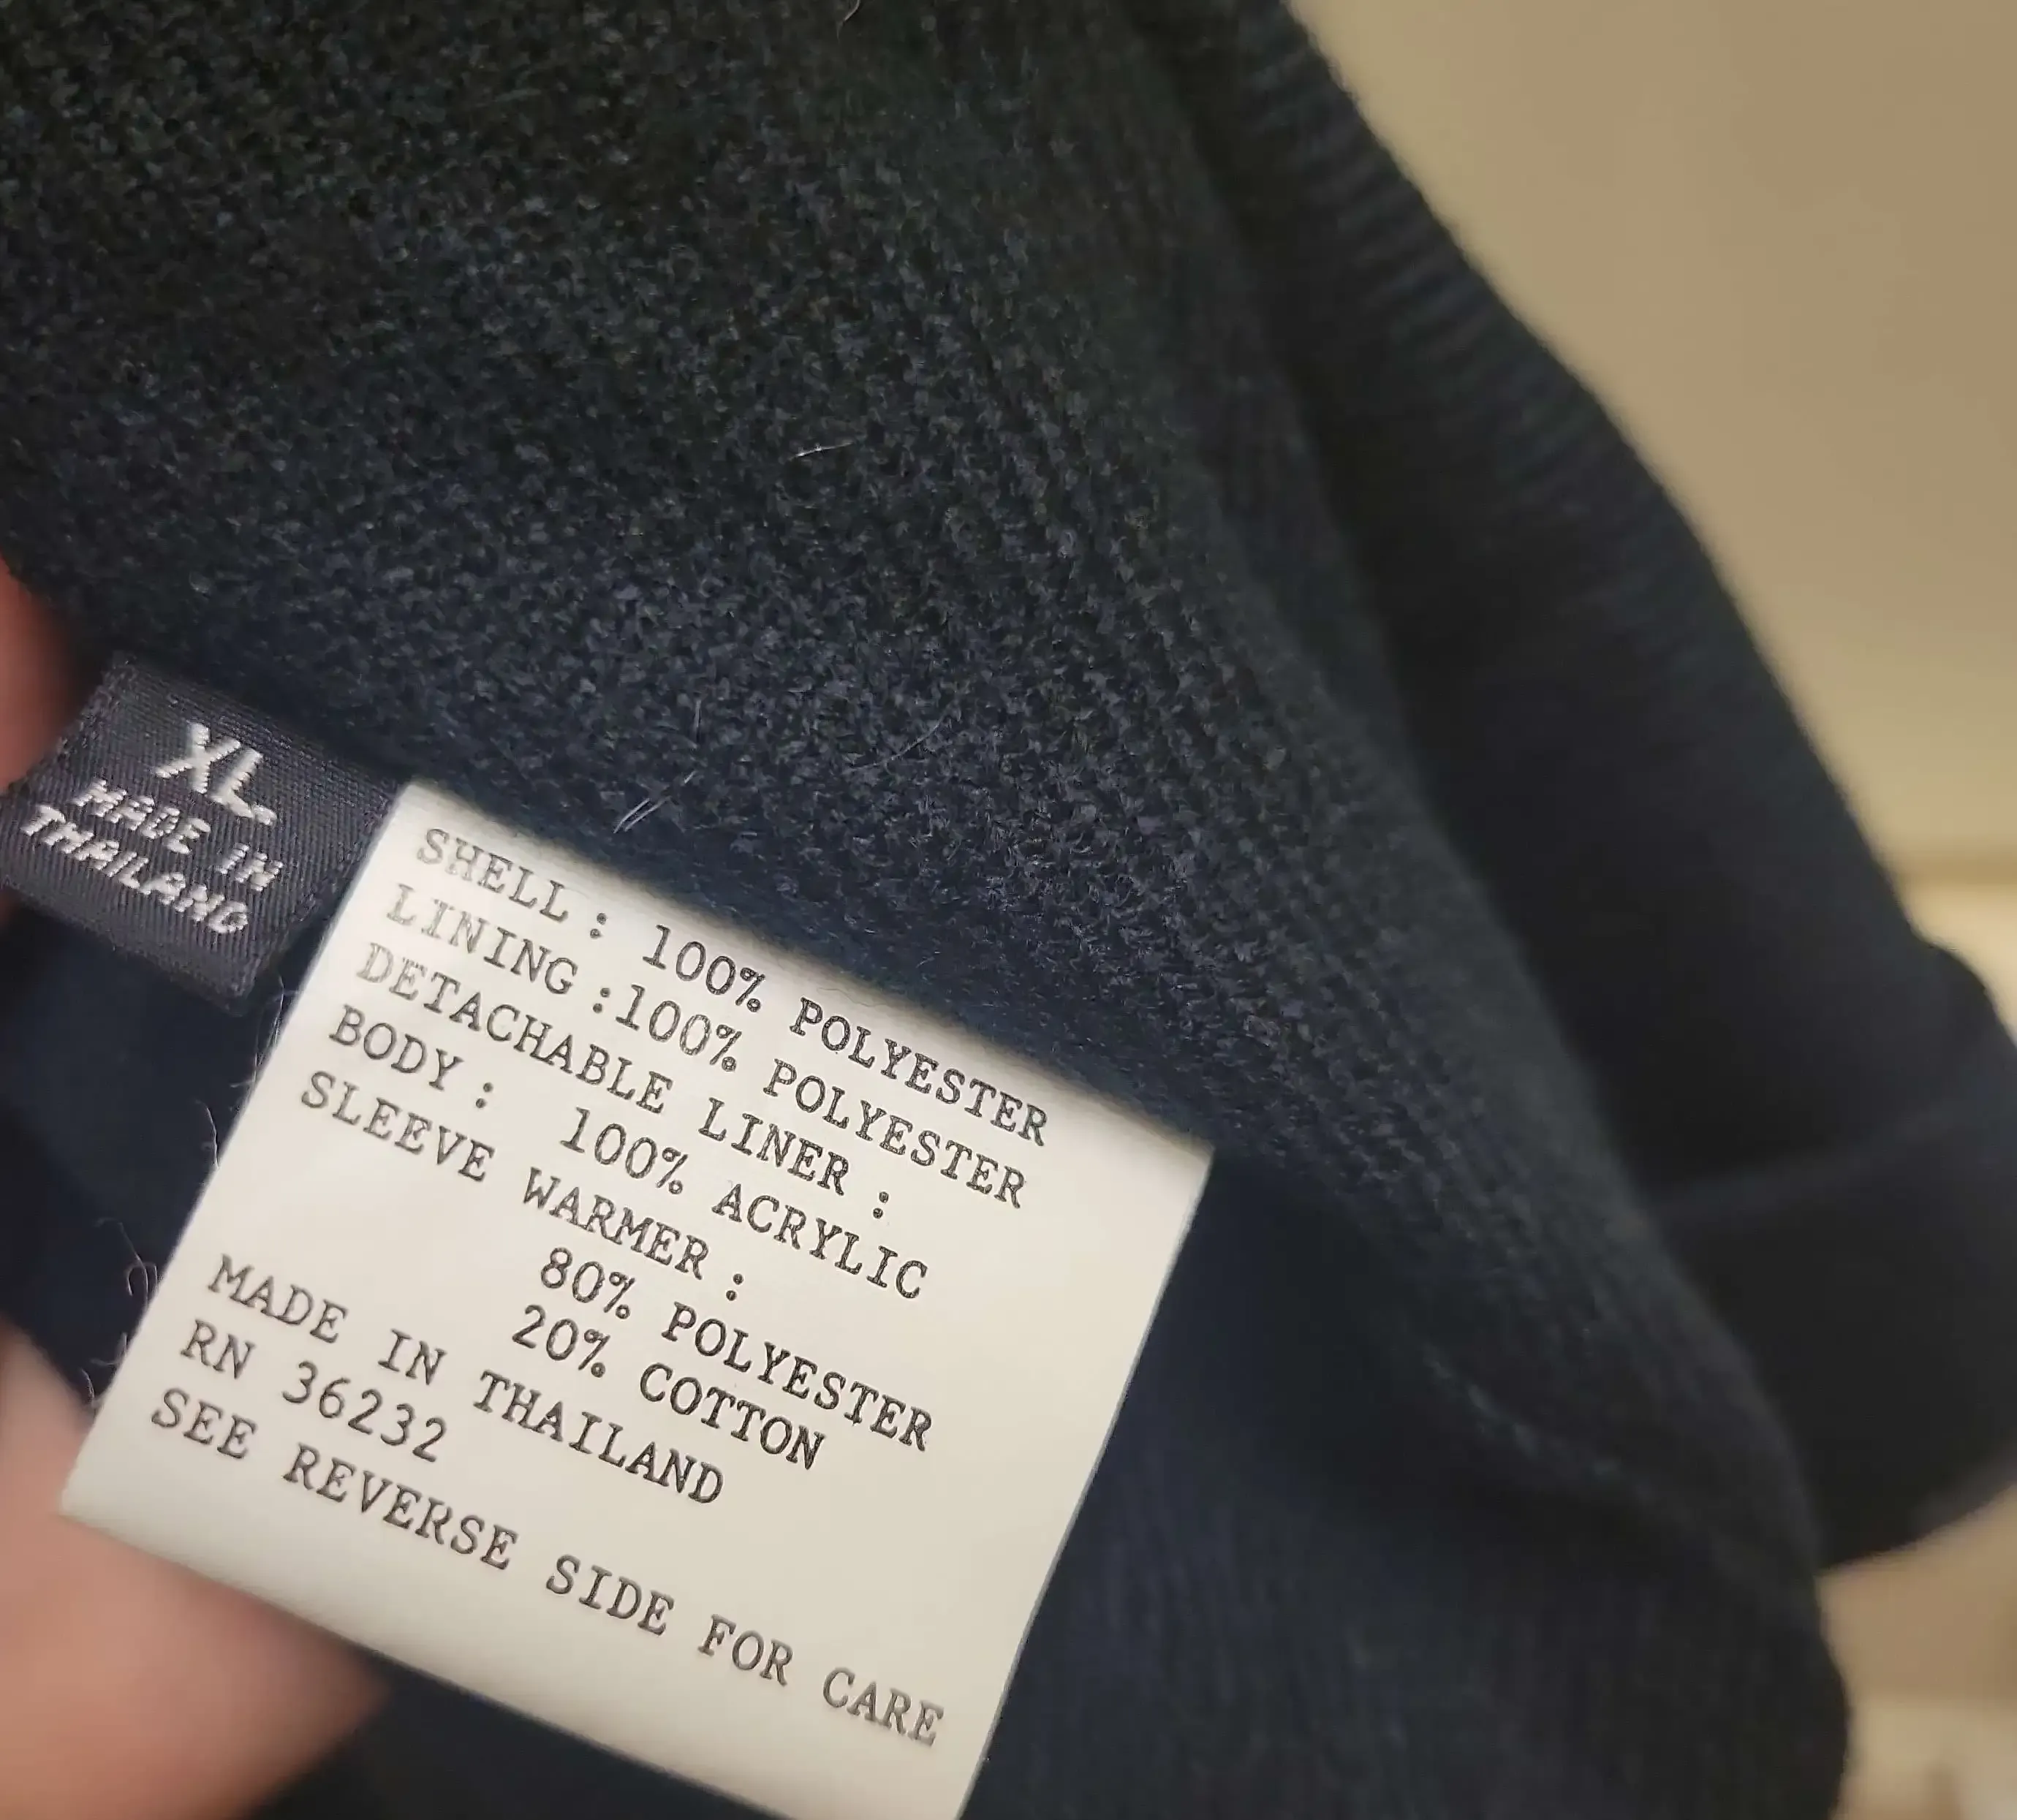 XL
MADE IN
THAILAND
SHELL : 100% POLYESTER
LINING :100% POLYESTER
DETACHABLE LINER :
BODY : 100% ACRYLIC
SLEEVE WARMER :
80% POLYESTER
20% COTTON
MADE IN THAILAND
RN 36232
SEE REVERSE SIDE FOR CARE